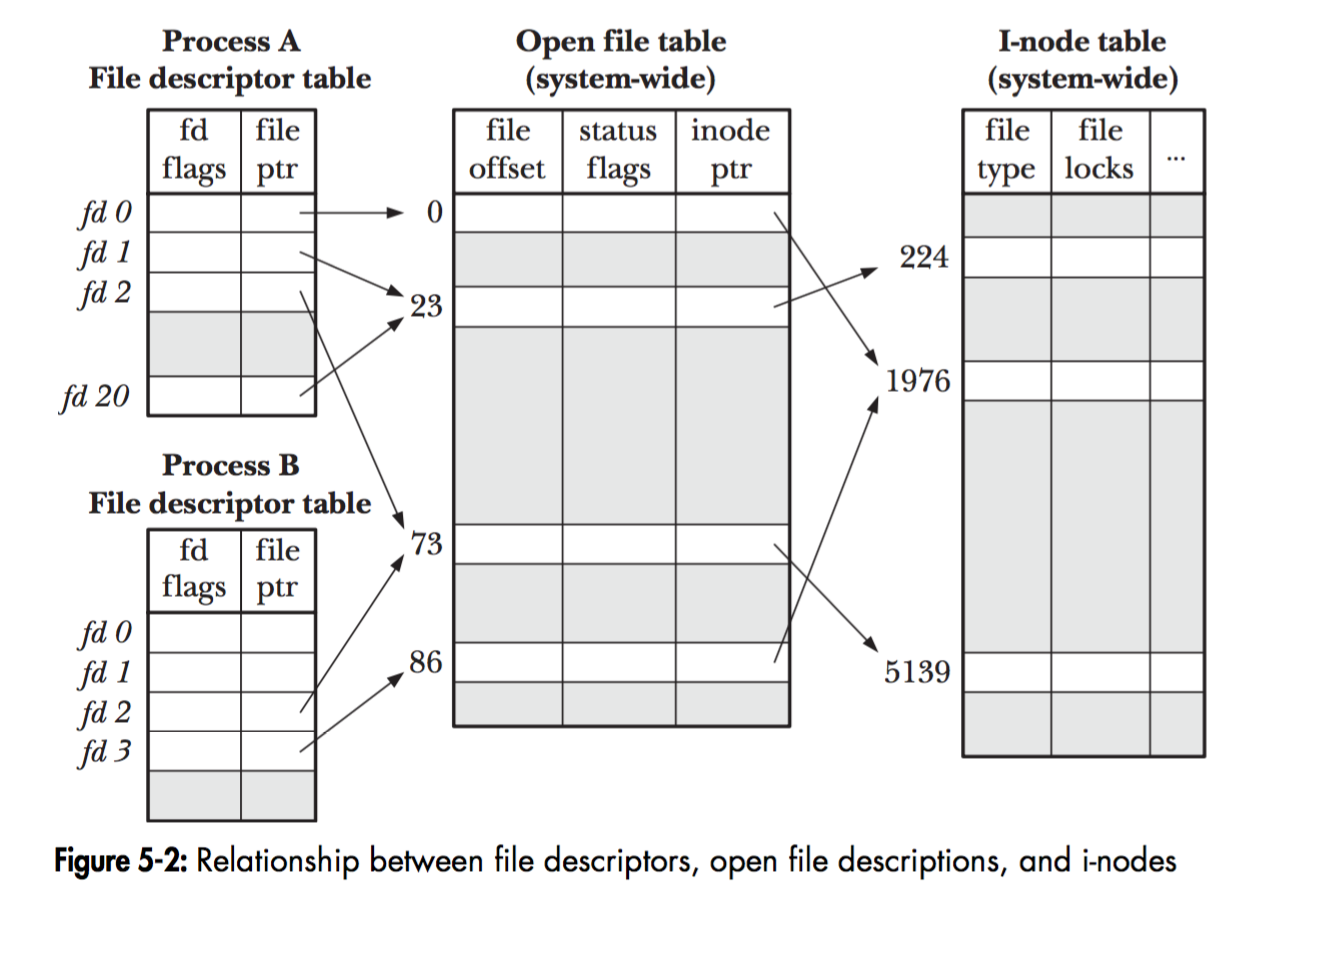 Process A
File descriptor table
fd flags
file ptr
fd 0
fd 1
fd 2
fd 20
Process B
File descriptor table
fd flags
file ptr
fd 0
fd 1
fd 2
fd 3
Open file table
(system-wide)
file offset
status flags
inode ptr
0
23
73
86
I-node table
(system-wide)
file type
file locks
...
224
1976
5139
Figure 5-2: Relationship between file descriptors, open file descriptions, and i-nodes